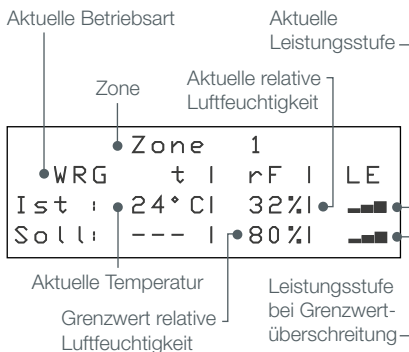 Aktuelle Betriebsart
Aktuelle
Leistungsstufe
Zone
Aktuelle relative
Luftfeuchtigkeit
Zone 1
WRG t | rF | LE
Ist : 24°C| 32%|
Soll: --- | 80%|
Aktuelle Temperatur
Grenzwert relative
Luftfeuchtigkeit
Leistungsstufe
bei Grenzwert-
überschreitung